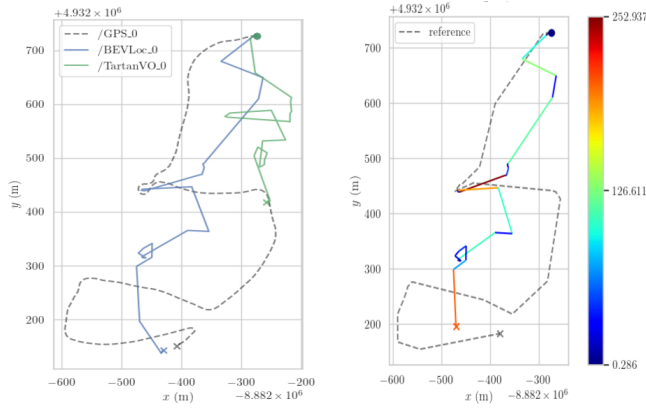 +4.932 × 10⁶
/GPS_0
/BEVLoc_0
/TartanVO_0
700
600
500
400
300
200
y (m)
−600
−500
−400
−300
−200
x (m)
−8.882 × 10⁶
+4.932 × 10⁶
reference
700
600
500
400
300
200
y (m)
−600
−500
−400
−300
x (m)
−8.882 × 10⁶
252.937
126.611
0.286